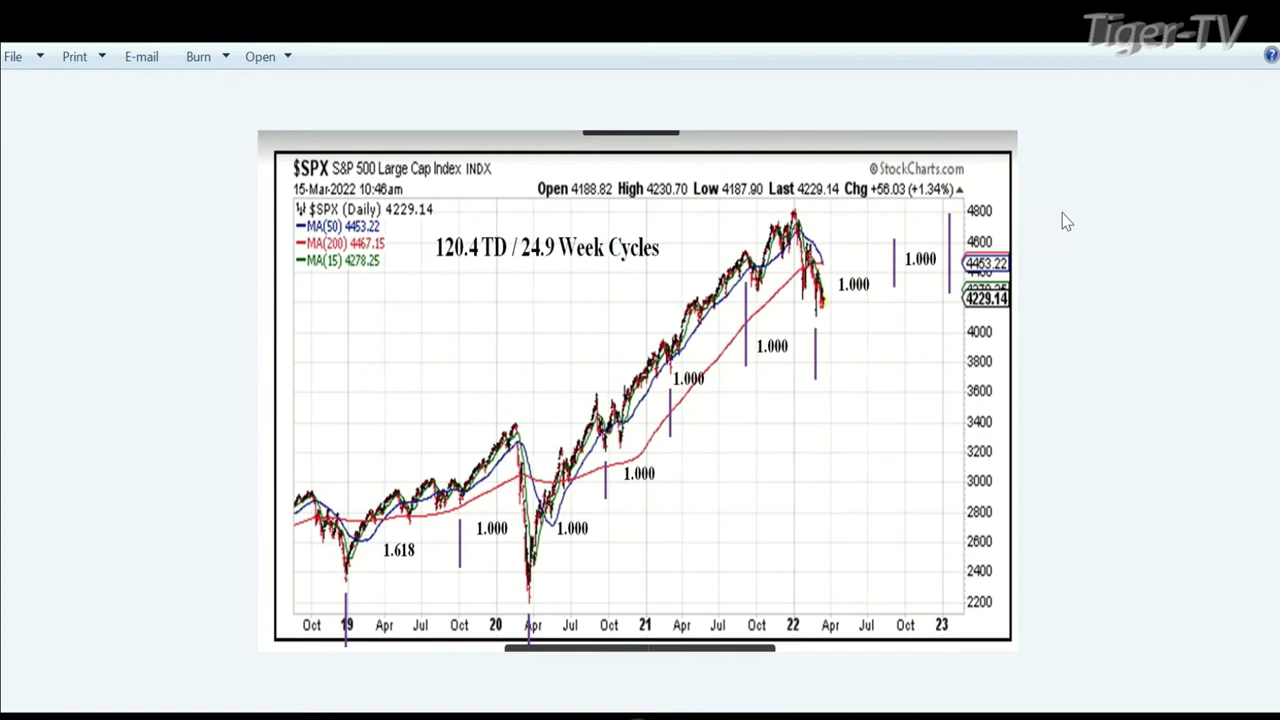 Tiger-TV
File Print E-mail Burn Open
$SPX S&P 500 Large Cap Index INDX
© StockCharts.com
15-Mar-2022 10:46am
Open 4188.82 High 4230.70 Low 4187.90 Last 4229.14 Chg +56.03 (+1.34%)
$SPX (Daily) 4229.14
MA(50) 4453.22
MA(200) 4467.15
MA(15) 4278.25
120.4 TD / 24.9 Week Cycles
4800
4600
4453.22
4229.14
4000
3800
3600
3400
3200
3000
2800
2600
2400
2200
1.000
1.000
1.000
1.000
1.000
1.000
1.000
1.618
Oct 19 Apr Jul Oct 20 Apr Jul Oct 21 Apr Jul Oct 22 Apr Jul Oct 23